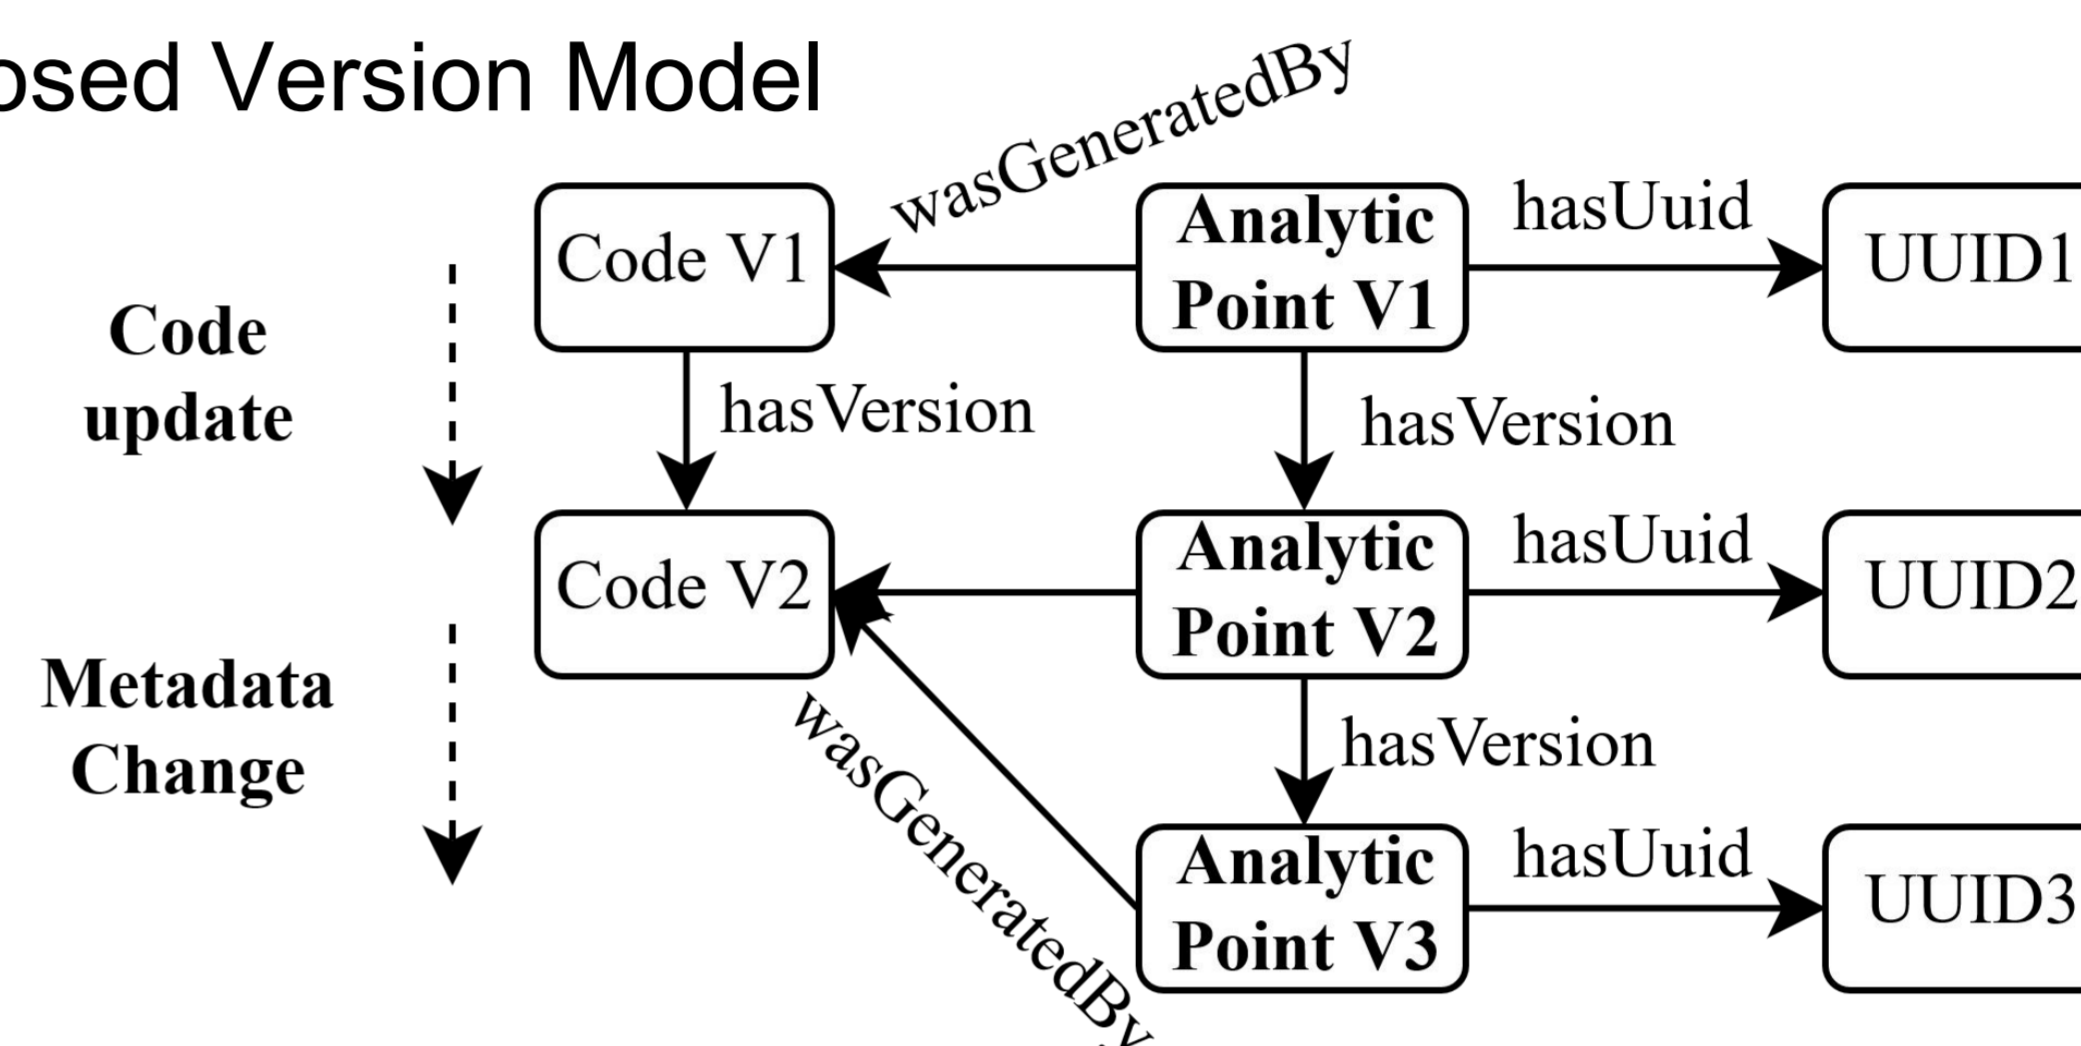 osed Version Model
wasGeneratedBy
Code V1
Analytic
Point V1
hasUuid
UUID1
Code
update
hasVersion
hasVersion
Code V2
Analytic
Point V2
hasUuid
UUID2
Metadata
Change
wasGeneratedBy
hasVersion
Analytic
Point V3
hasUuid
UUID3